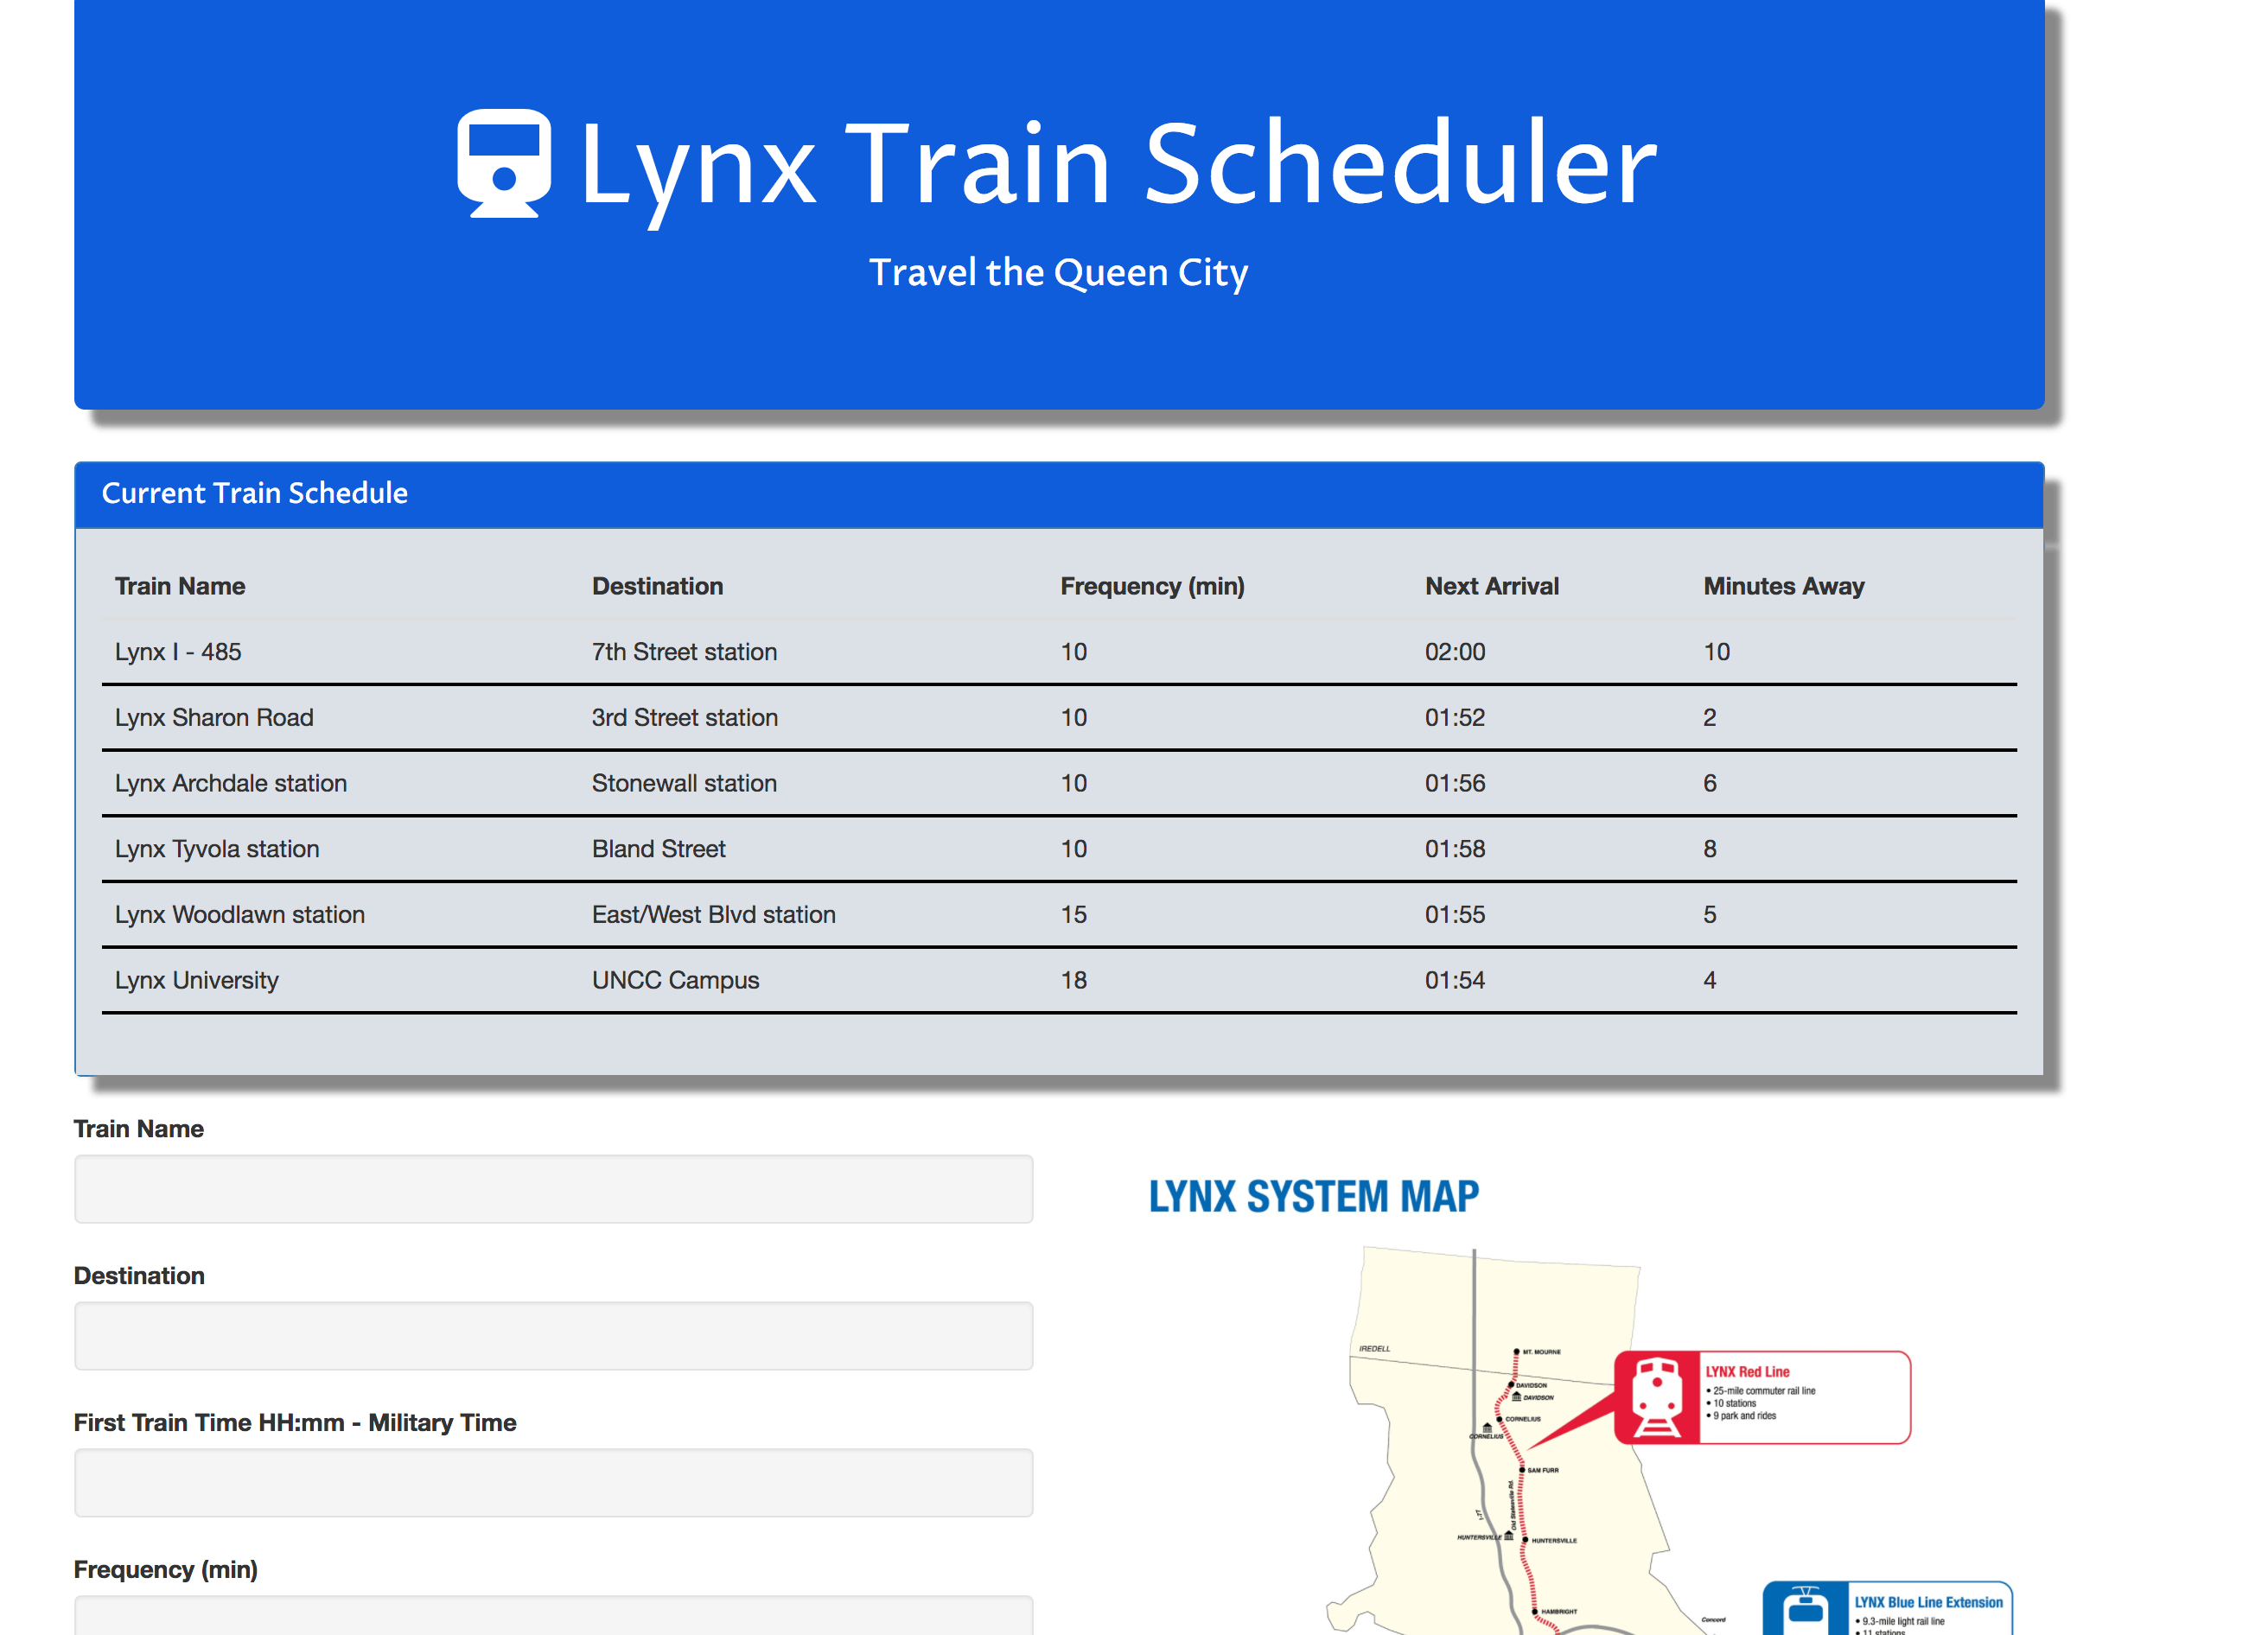 Lynx Train Scheduler
Travel the Queen City
Current Train Schedule
Train Name Destination Frequency (min) Next Arrival Minutes Away
Lynx I - 485 7th Street station 10 02:00 10
Lynx Sharon Road 3rd Street station 10 01:52 2
Lynx Archdale station Stonewall station 10 01:56 6
Lynx Tyvola station Bland Street 10 01:58 8
Lynx Woodlawn station East/West Blvd station 15 01:55 5
Lynx University UNCC Campus 18 01:54 4
Train Name
Destination
First Train Time HH:mm - Military Time
Frequency (min)
LYNX SYSTEM MAP
IREDELL
MT. MOURNE
DAVIDSON
DAVIDSON
CORNELIUS
CORNELIUS
SAM FURR
Old Statesville Rd.
I-77
HUNTERSVILLE
HUNTERSVILLE
HAMBRIGHT
Concord
LYNX Red Line
• 25-mile commuter rail line
• 10 stations
• 9 park and rides
LYNX Blue Line Extension
• 9.3-mile light rail line
• 11 stations